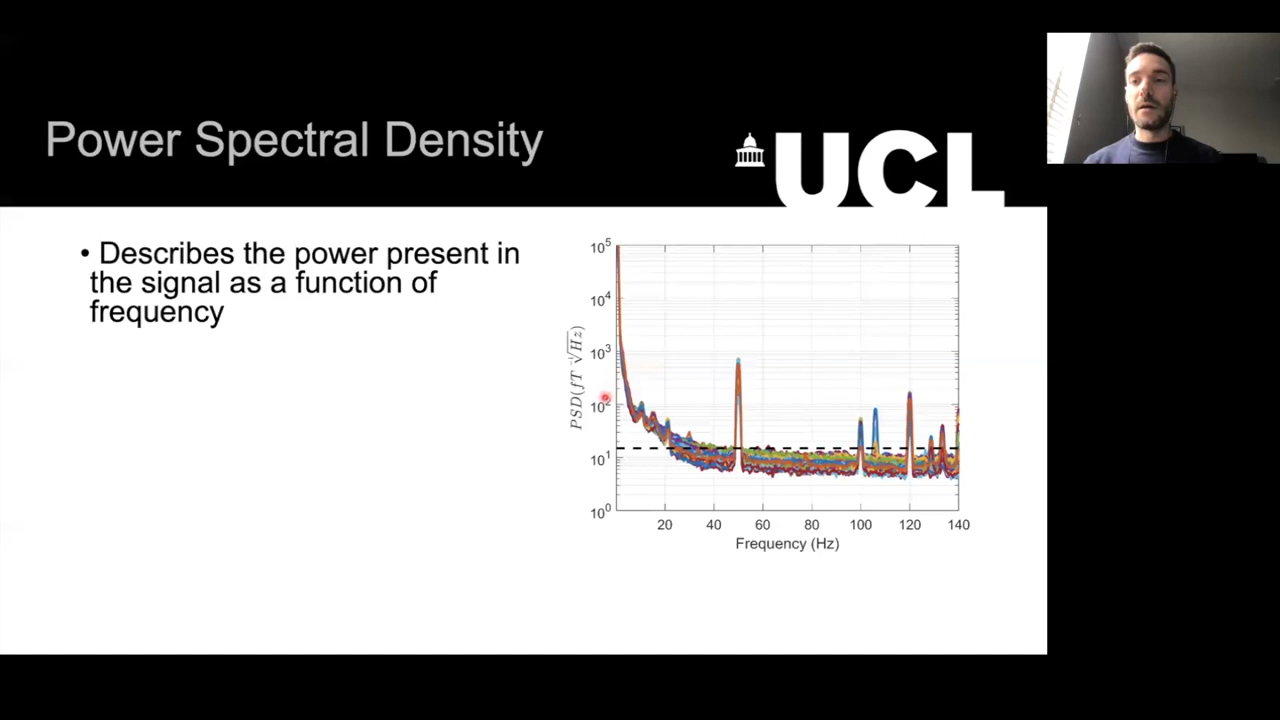 Power Spectral Density
UCL
• Describes the power present in
the signal as a function of
frequency
10^5
10^4
10^3
10^2
10^1
10^0
PSD(fT √Hz)
20 40 60 80 100 120 140
Frequency (Hz)